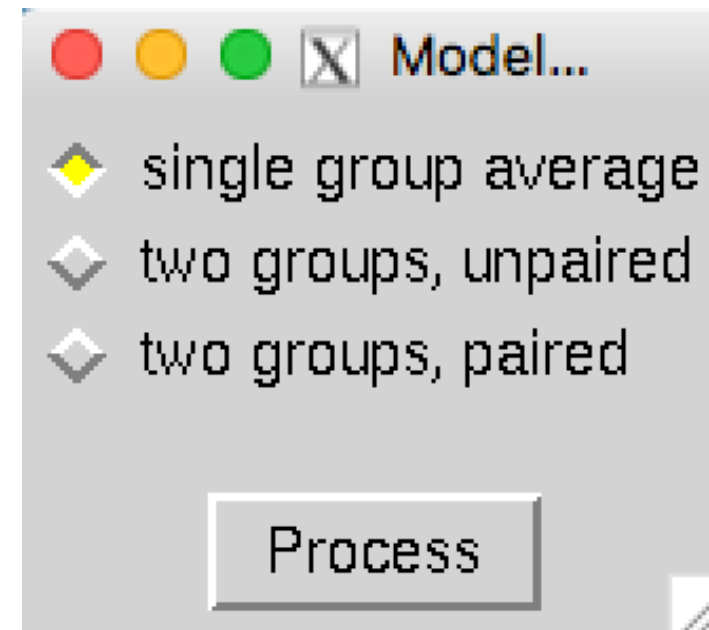 Model...
single group average
two groups, unpaired
two groups, paired
Process